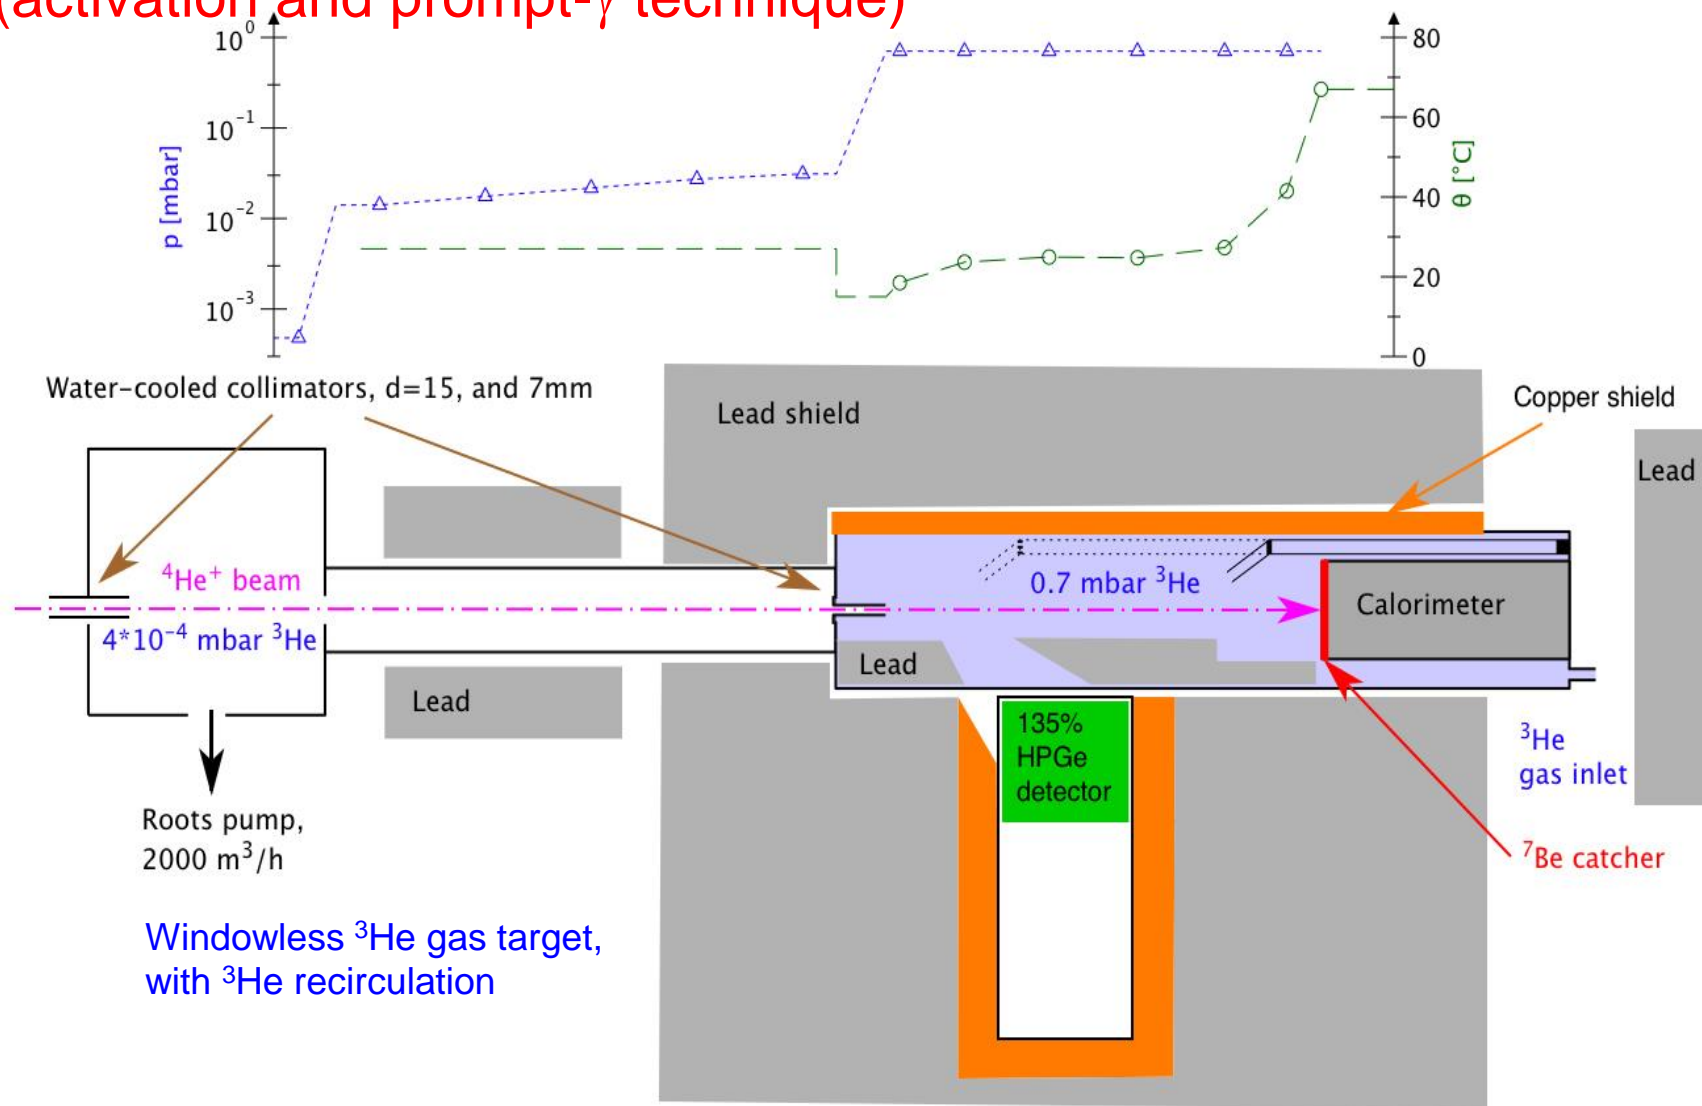 (activation and prompt-γ technique)
10⁰
10⁻¹
10⁻²
10⁻³
p [mbar]
80
60
40
20
0
θ [°C]
Water-cooled collimators, d=15, and 7mm
Lead shield
Copper shield
Lead
⁴He⁺ beam
4*10⁻⁴ mbar ³He
0.7 mbar ³He
Calorimeter
Lead
Lead
135%
HPGe
detector
³He
gas inlet
Roots pump,
2000 m³/h
⁷Be catcher
Windowless ³He gas target,
with ³He recirculation